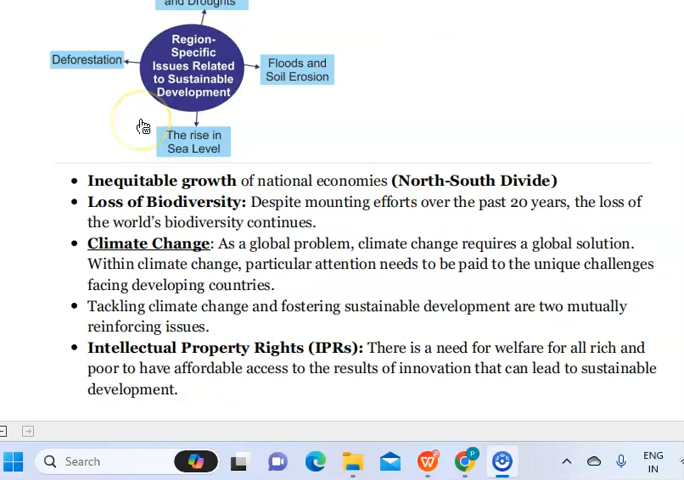 and Droughts
Region-
Specific
Issues Related
to Sustainable
Development
Deforestation
Floods and
Soil Erosion
The rise in
Sea Level
• Inequitable growth of national economies (North-South Divide)
• Loss of Biodiversity: Despite mounting efforts over the past 20 years, the loss of
the world's biodiversity continues.
• Climate Change: As a global problem, climate change requires a global solution.
Within climate change, particular attention needs to be paid to the unique challenges
facing developing countries.
• Tackling climate change and fostering sustainable development are two mutually
reinforcing issues.
• Intellectual Property Rights (IPRs): There is a need for welfare for all rich and
poor to have affordable access to the results of innovation that can lead to sustainable
development.
Search
ENG
IN